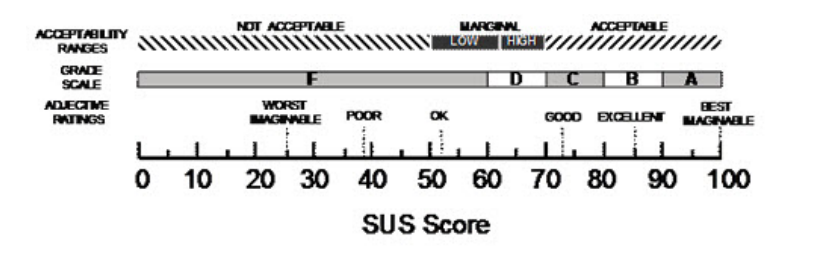 NOT ACCEPTABLE MARGINAL ACCEPTABLE
ACCEPTABILITY
RANGES
LOW HIGH
GRADE
SCALE
F D C B A
ADJECTIVE
RATINGS
WORST
IMAGINABLE
POOR OK GOOD EXCELLENT
BEST
IMAGINABLE
0 10 20 30 40 50 60 70 80 90 100
SUS Score